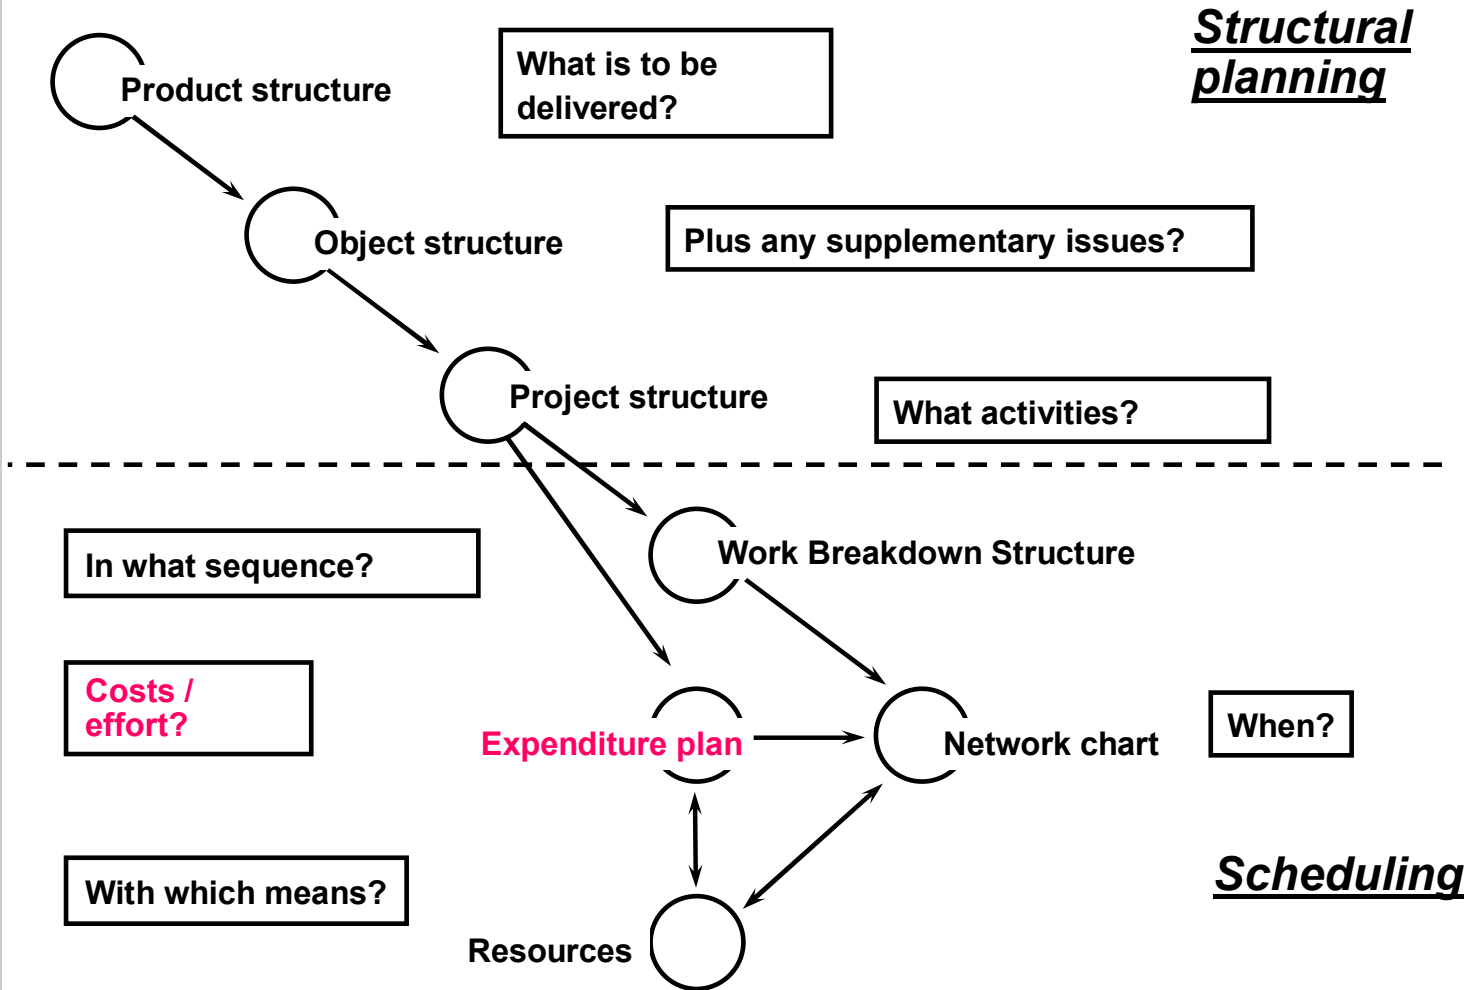 Structural
planning
What is to be
delivered?
Product structure
Object structure
Plus any supplementary issues?
Project structure
What activities?
In what sequence?
Work Breakdown Structure
Costs /
effort?
Expenditure plan
Network chart
When?
With which means?
Scheduling
Resources